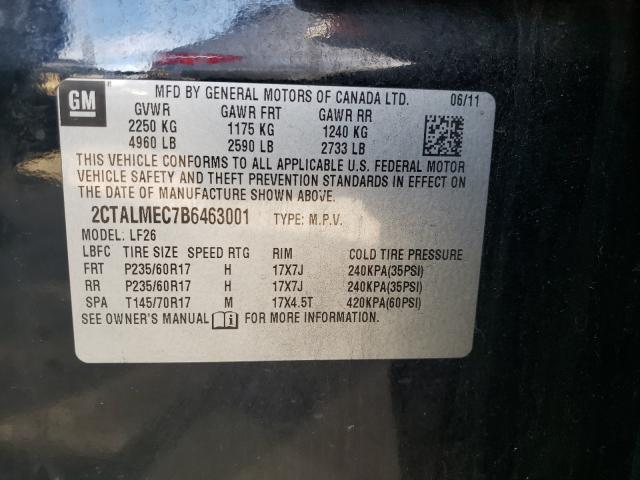 GM
MFD BY GENERAL MOTORS OF CANADA LTD. 06/11
GVWR GAWR FRT GAWR RR
2250 KG 1175 KG 1240 KG
4960 LB 2590 LB 2733 LB
THIS VEHICLE CONFORMS TO ALL APPLICABLE U.S. FEDERAL MOTOR
VEHICLE SAFETY AND THEFT PREVENTION STANDARDS IN EFFECT ON
THE DATE OF MANUFACTURE SHOWN ABOVE.
2CTALMEC7B6463001 TYPE: M.P.V.
MODEL: LF26
LBFC TIRE SIZE SPEED RTG RIM COLD TIRE PRESSURE
FRT P235/60R17 H 17X7J 240KPA(35PSI)
RR P235/60R17 H 17X7J 240KPA(35PSI)
SPA T145/70R17 M 17X4.5T 420KPA(60PSI)
SEE OWNER'S MANUAL FOR MORE INFORMATION.